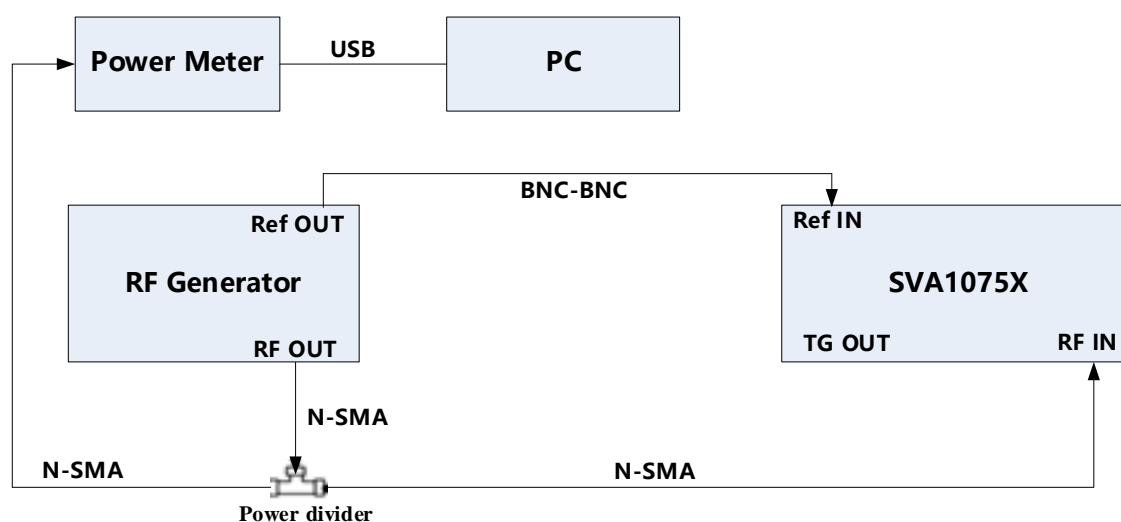 Power Meter
USB
PC
BNC-BNC
Ref OUT
Ref IN
RF Generator
SVA1075X
RF OUT
TG OUT
RF IN
N-SMA
N-SMA
N-SMA
Power divider